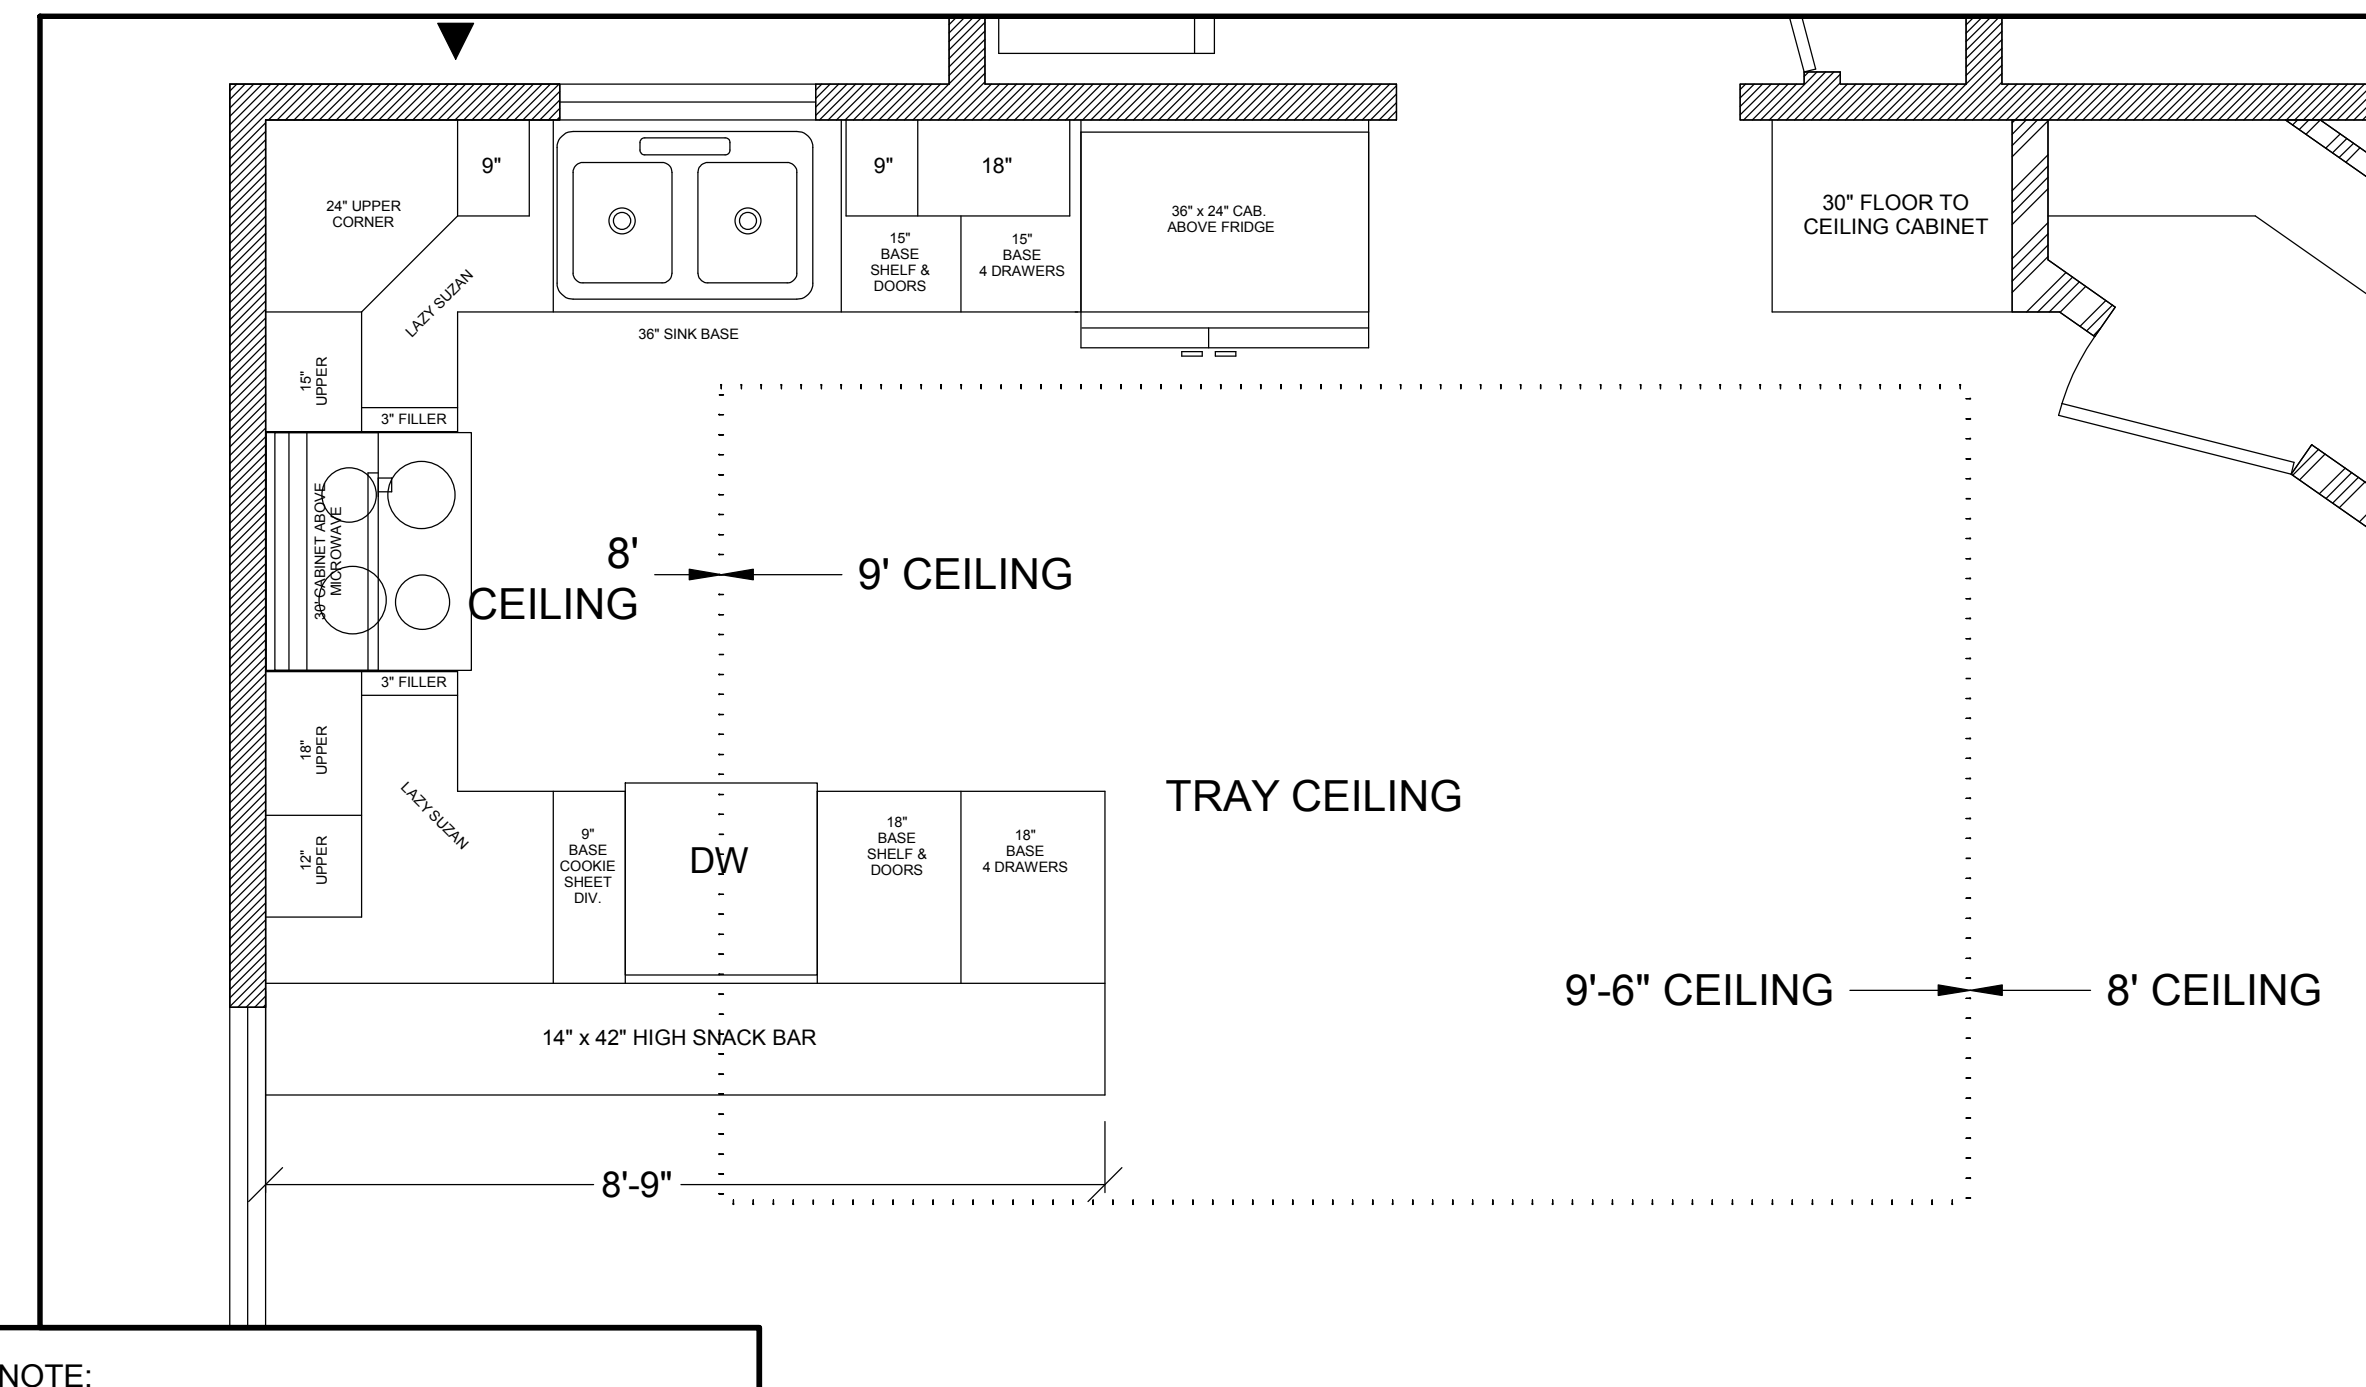 9"
9"
18"
24" UPPER
CORNER
36" x 24" CAB.
ABOVE FRIDGE
30" FLOOR TO
CEILING CABINET
15"
BASE
SHELF &
DOORS
15"
BASE
4 DRAWERS
LAZY SUZAN
36" SINK BASE
15"
UPPER
3" FILLER
30' CABINET ABOVE
MICROWAVE
8'
CEILING
9' CEILING
3" FILLER
18"
UPPER
LAZY SUZAN
TRAY CEILING
12"
UPPER
9"
BASE
COOKIE
SHEET
DIV.
DW
18"
BASE
SHELF &
DOORS
18"
BASE
4 DRAWERS
9'-6" CEILING
8' CEILING
14" x 42" HIGH SNACK BAR
8'-9"
NOTE: